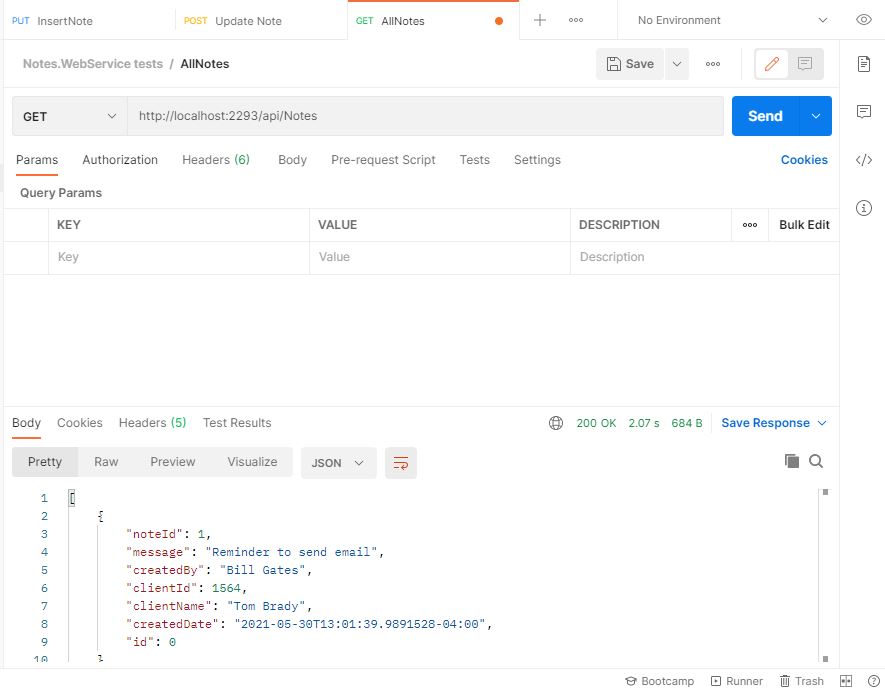 PUT InsertNote POST Update Note GET AllNotes No Environment
Notes.WebService tests / AllNotes Save
GET http://localhost:2293/api/Notes Send
Params Authorization Headers (6) Body Pre-request Script Tests Settings Cookies
Query Params
KEY VALUE DESCRIPTION Bulk Edit
Key Value Description
Body Cookies Headers (5) Test Results 200 OK 2.07 s 684 B Save Response
Pretty Raw Preview Visualize JSON
1 [
2 {
3 "noteId": 1,
4 "message": "Reminder to send email",
5 "createdBy": "Bill Gates",
6 "clientId": 1564,
7 "clientName": "Tom Brady",
8 "createdDate": "2021-05-30T13:01:39.9891528-04:00",
9 "id": 0
10 }
Bootcamp Runner Trash